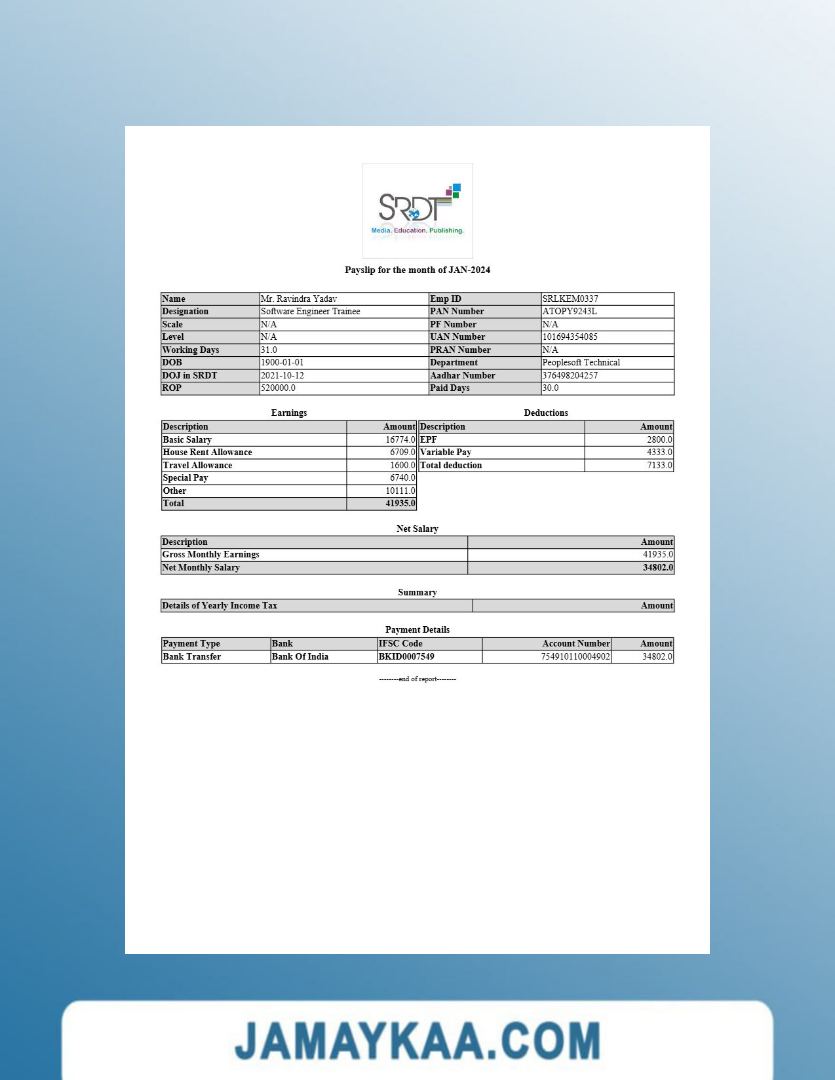 SRDT
Media. Education. Publishing.
Payslip for the month of JAN-2024
Name Mr. Ravindra Yadav Emp ID SRLKEM0337
Designation Software Engineer Trainee PAN Number ATOPY9243L
Scale N/A PF Number N/A
Level N/A UAN Number 101694354085
Working Days 31.0 PRAN Number N/A
DOB 1900-01-01 Department Peoplesoft Technical
DOJ in SRDT 2021-10-12 Aadhar Number 376498204257
ROP 520000.0 Paid Days 30.0
Earnings Deductions
Description Amount Description Amount
Basic Salary 16774.0 EPF 2800.0
House Rent Allowance 6709.0 Variable Pay 4333.0
Travel Allowance 1600.0 Total deduction 7133.0
Special Pay 6740.0
Other 10111.0
Total 41935.0
Net Salary
Description Amount
Gross Monthly Earnings 41935.0
Net Monthly Salary 34802.0
Summary
Details of Yearly Income Tax Amount
Payment Details
Payment Type Bank IFSC Code Account Number Amount
Bank Transfer Bank Of India BKID0007549 754910110004902 34802.0
--------end of report--------
JAMAYKAA.COM